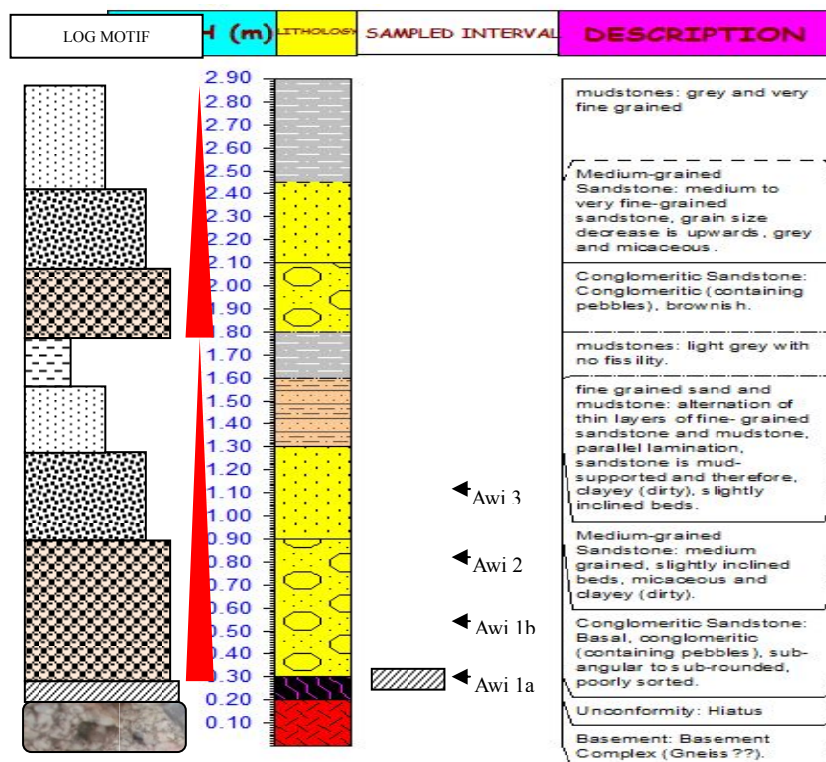 LOG MOTIF
H (m)
LITHOLOGY
SAMPLED INTERVAL
DESCRIPTION
2.90
2.80
2.70
2.60
2.50
2.40
2.30
2.20
2.10
2.00
1.90
1.80
1.70
1.60
1.50
1.40
1.30
1.20
1.10
1.00
0.90
0.80
0.70
0.60
0.50
0.40
0.30
0.20
0.10
Awi 3
Awi 2
Awi 1b
Awi 1a
mudstones: grey and very
fine grained
Medium-grained
Sandstone: medium to
very fine-grained
sandstone, grain size
decrease is upwards, grey
and micaceous.
Conglomeritic Sandstone:
Conglomeritic (containing
pebbles), brownish.
mudstones: light grey with
no fissility.
fine grained sand and
mudstone: alternation of
thin layers of fine- grained
sandstone and mudstone,
parallel lamination,
sandstone is mud-
supported and therefore,
clayey (dirty), slightly
inclined beds.
Medium-grained
Sandstone: medium
grained, slightly inclined
beds, micaceous and
clayey (dirty).
Conglomeritic Sandstone:
Basal, conglomeritic
(containing pebbles), sub-
angular to sub-rounded,
poorly sorted.
Unconformity: Hiatus
Basement: Basement
Complex (Gneiss ??).